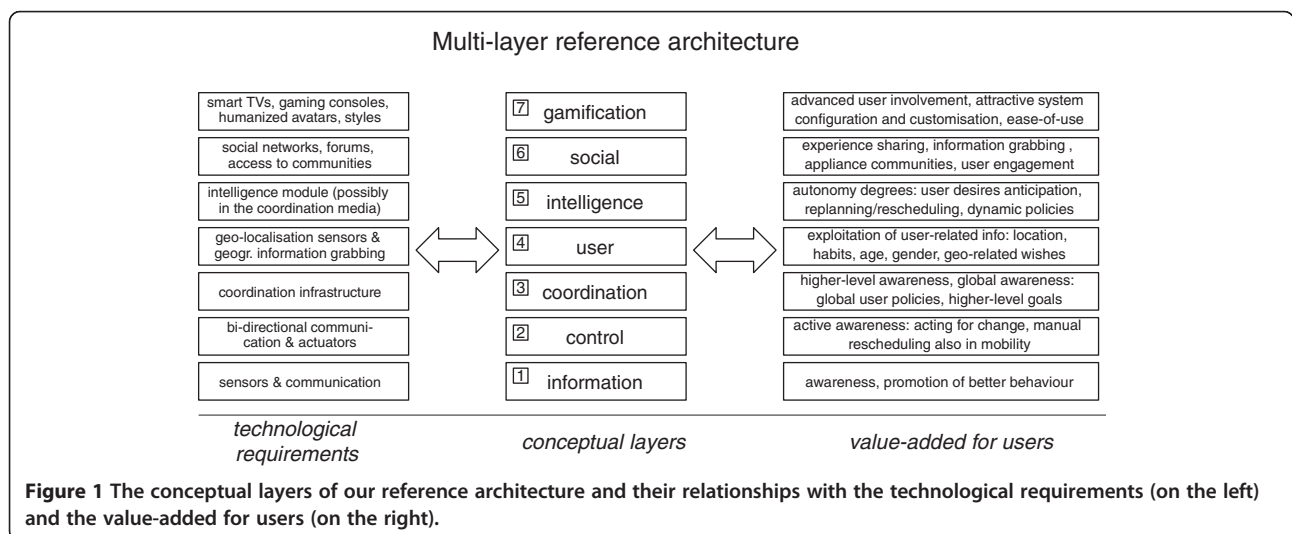 Multi-layer reference architecture
smart TVs, gaming consoles,
humanized avatars, styles
7 gamification
advanced user involvement, attractive system
configuration and customisation, ease-of-use
social networks, forums,
access to communities
6 social
experience sharing, information grabbing ,
appliance communities, user engagement
intelligence module (possibly
in the coordination media)
5 intelligence
autonomy degrees: user desires anticipation,
replanning/rescheduling, dynamic policies
geo-localisation sensors &
geogr. information grabbing
4 user
exploitation of user-related info: location,
habits, age, gender, geo-related wishes
coordination infrastructure
3 coordination
higher-level awareness, global awareness:
global user policies, higher-level goals
bi-directional communi-
cation & actuators
2 control
active awareness: acting for change, manual
rescheduling also in mobility
sensors & communication
1 information
awareness, promotion of better behaviour
technological
requirements
conceptual layers
value-added for users
Figure 1 The conceptual layers of our reference architecture and their relationships with the technological requirements (on the left)
and the value-added for users (on the right).